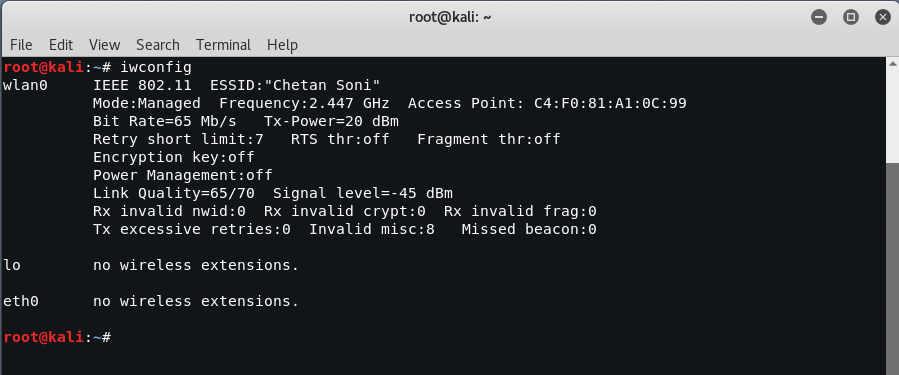 root@kali: ~
File Edit View Search Terminal Help
root@kali:~# iwconfig
wlan0     IEEE 802.11  ESSID:"Chetan Soni"
          Mode:Managed  Frequency:2.447 GHz  Access Point: C4:F0:81:A1:0C:99
          Bit Rate=65 Mb/s   Tx-Power=20 dBm
          Retry short limit:7   RTS thr:off   Fragment thr:off
          Encryption key:off
          Power Management:off
          Link Quality=65/70  Signal level=-45 dBm
          Rx invalid nwid:0  Rx invalid crypt:0  Rx invalid frag:0
          Tx excessive retries:0  Invalid misc:8   Missed beacon:0
lo        no wireless extensions.
eth0      no wireless extensions.
root@kali:~#